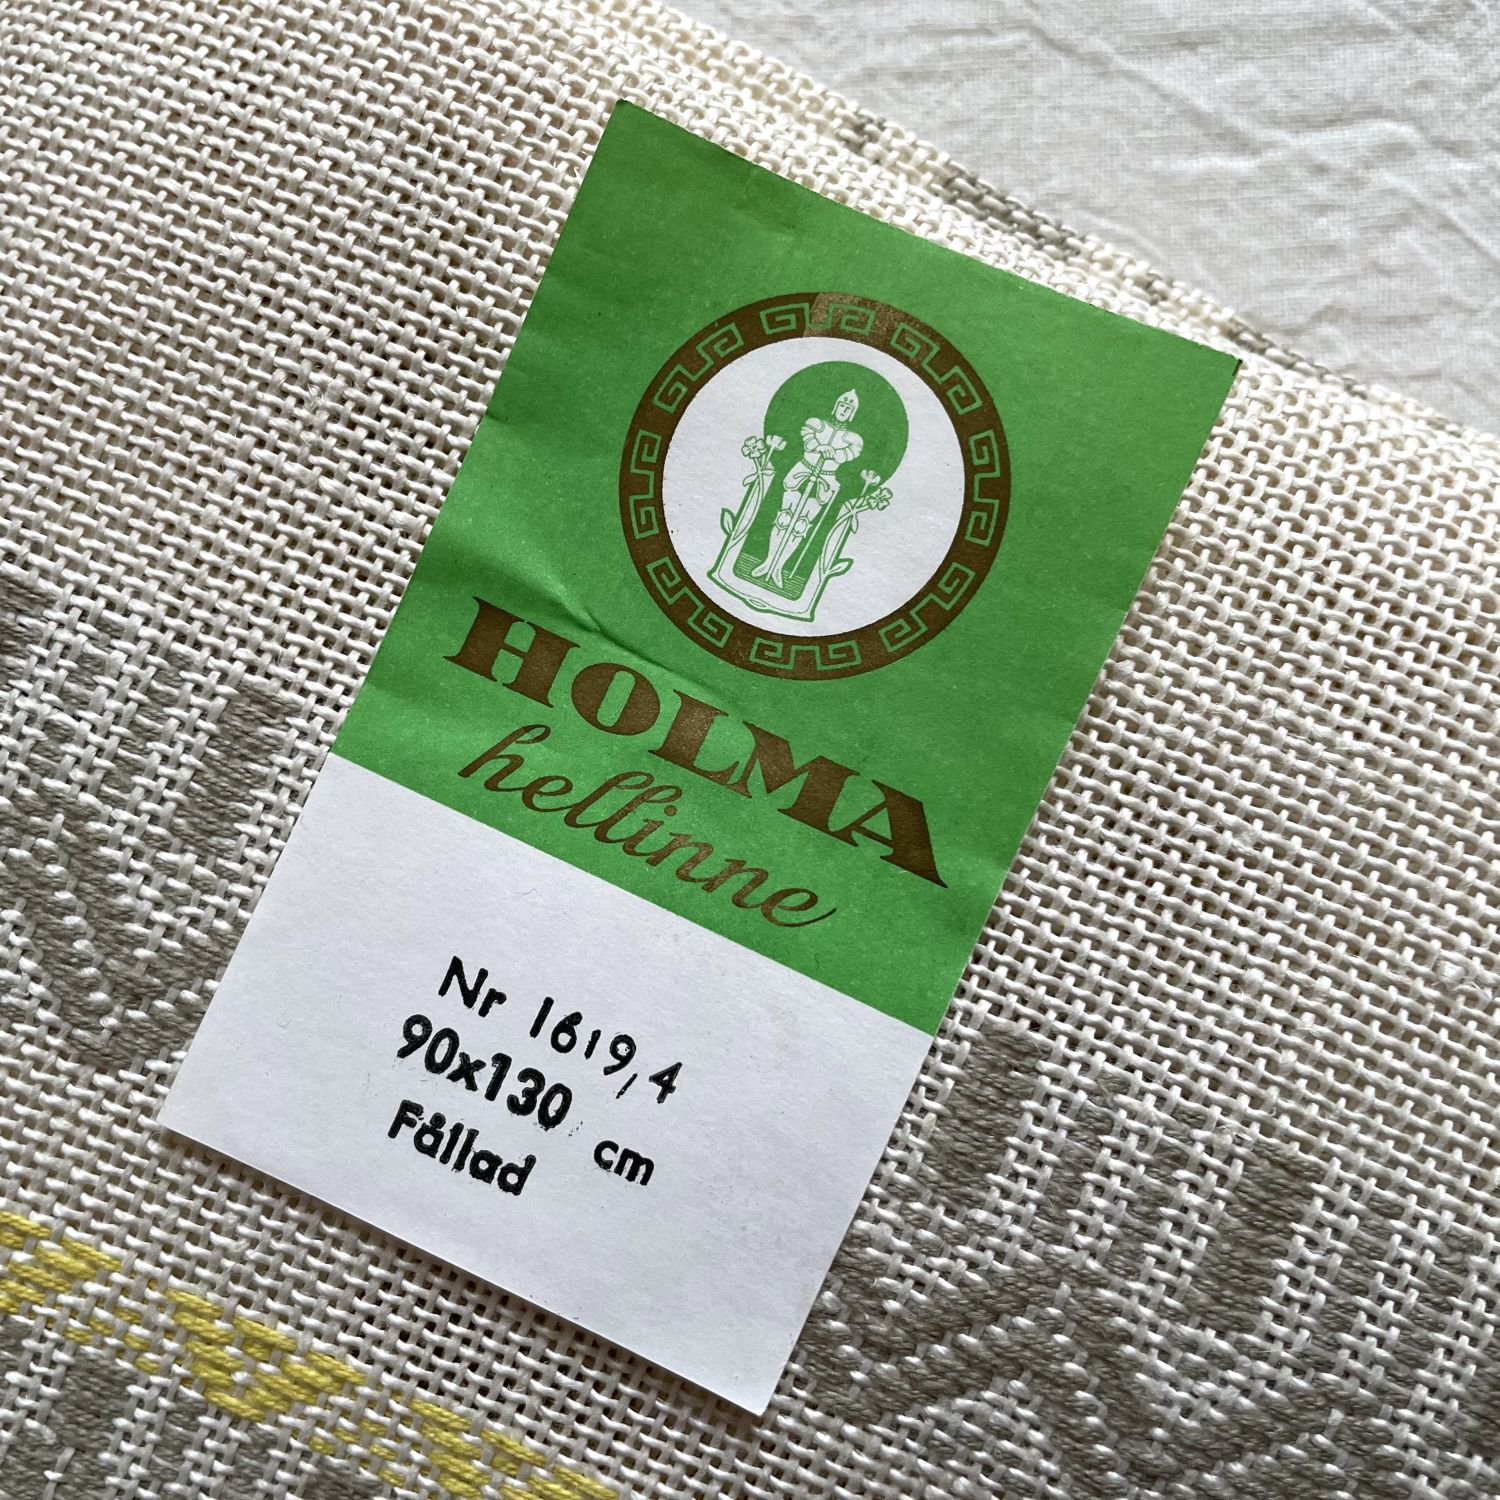 HOLMA
hellinne
Nr 1619,4
90x130 cm
Fållad